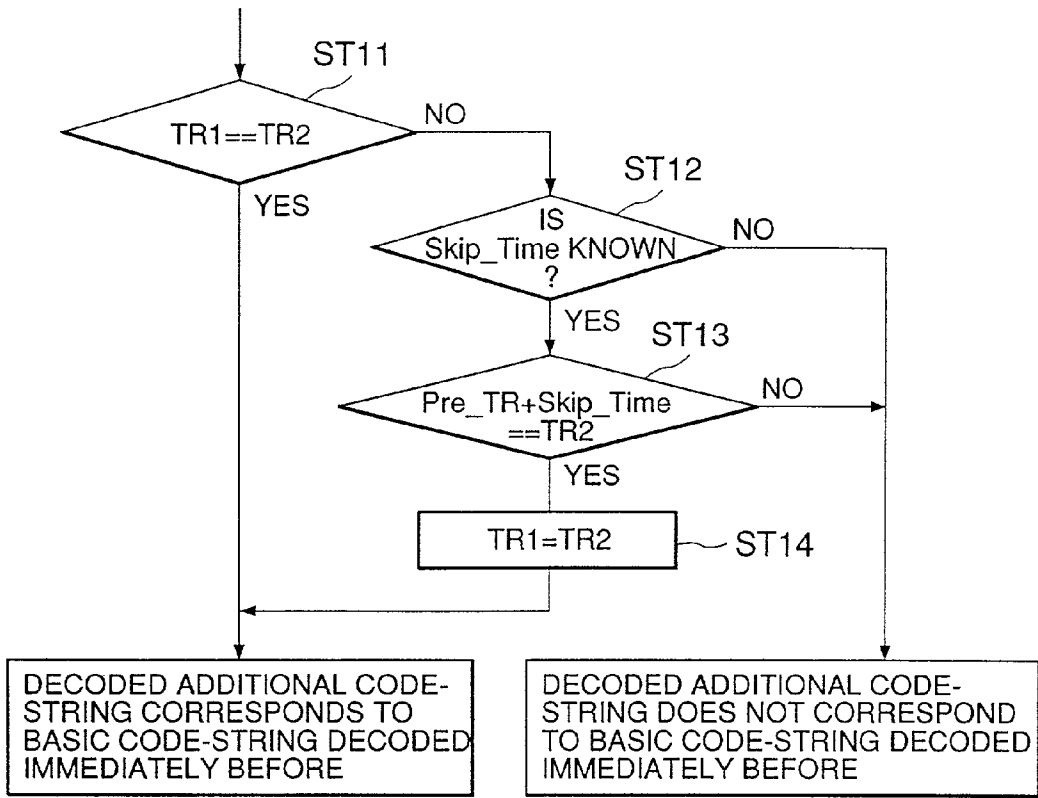 ST11
TR1==TR2
NO
YES
ST12
IS
Skip_Time KNOWN
?
NO
YES
ST13
Pre_TR+Skip_Time
==TR2
NO
YES
TR1=TR2
ST14
DECODED ADDITIONAL CODE-
STRING CORRESPONDS TO
BASIC CODE-STRING DECODED
IMMEDIATELY BEFORE
DECODED ADDITIONAL CODE-
STRING DOES NOT CORRESPOND
TO BASIC CODE-STRING DECODED
IMMEDIATELY BEFORE